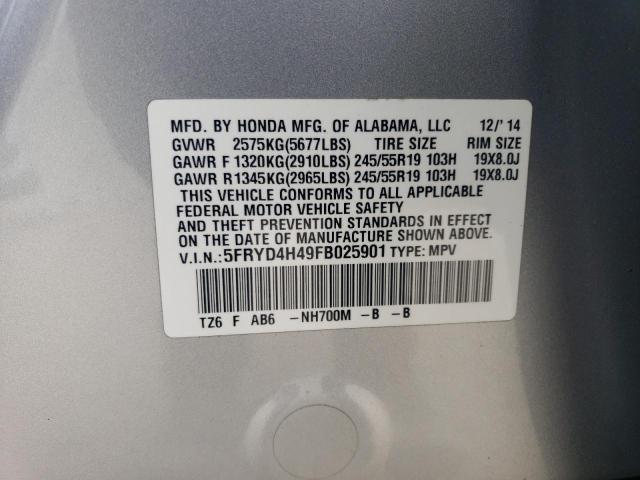 MFD. BY HONDA MFG. OF ALABAMA, LLC 12/'14
GVWR 2575KG(5677LBS) TIRE SIZE RIM SIZE
GAWR F 1320KG(2910LBS) 245/55R19 103H 19X8.0J
GAWR R 1345KG(2965LBS) 245/55R19 103H 19X8.0J
THIS VEHICLE CONFORMS TO ALL APPLICABLE
FEDERAL MOTOR VEHICLE SAFETY
AND THEFT PREVENTION STANDARDS IN EFFECT
ON THE DATE OF MANUFACTURE SHOWN ABOVE.
V.I.N.:5FRYD4H49FB025901 TYPE: MPV
TZ6 F AB6 -NH700M -B -B